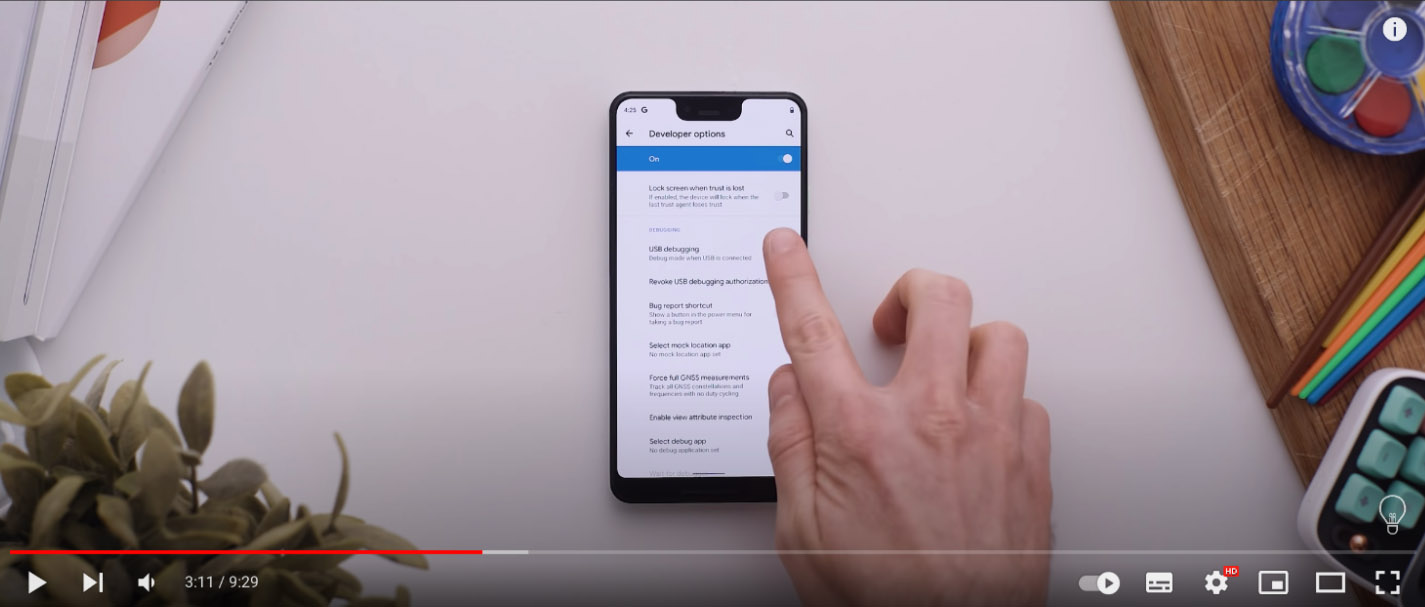 4:25 G
Developer options
On
Lock screen when trust is lost
If enabled, the device will lock when the
last trust agent loses trust
DEBUGGING
USB debugging
Debug mode when USB is connected
Revoke USB debugging authorization
Bug report shortcut
Show a button in the power menu for
taking a bug report
Select mock location app
No mock location app set
Force full GNSS measurements
Track all GNSS constellations and
frequencies with no duty cycling
Enable view attribute inspection
Select debug app
No debug application set
3:11 / 9:29
HD